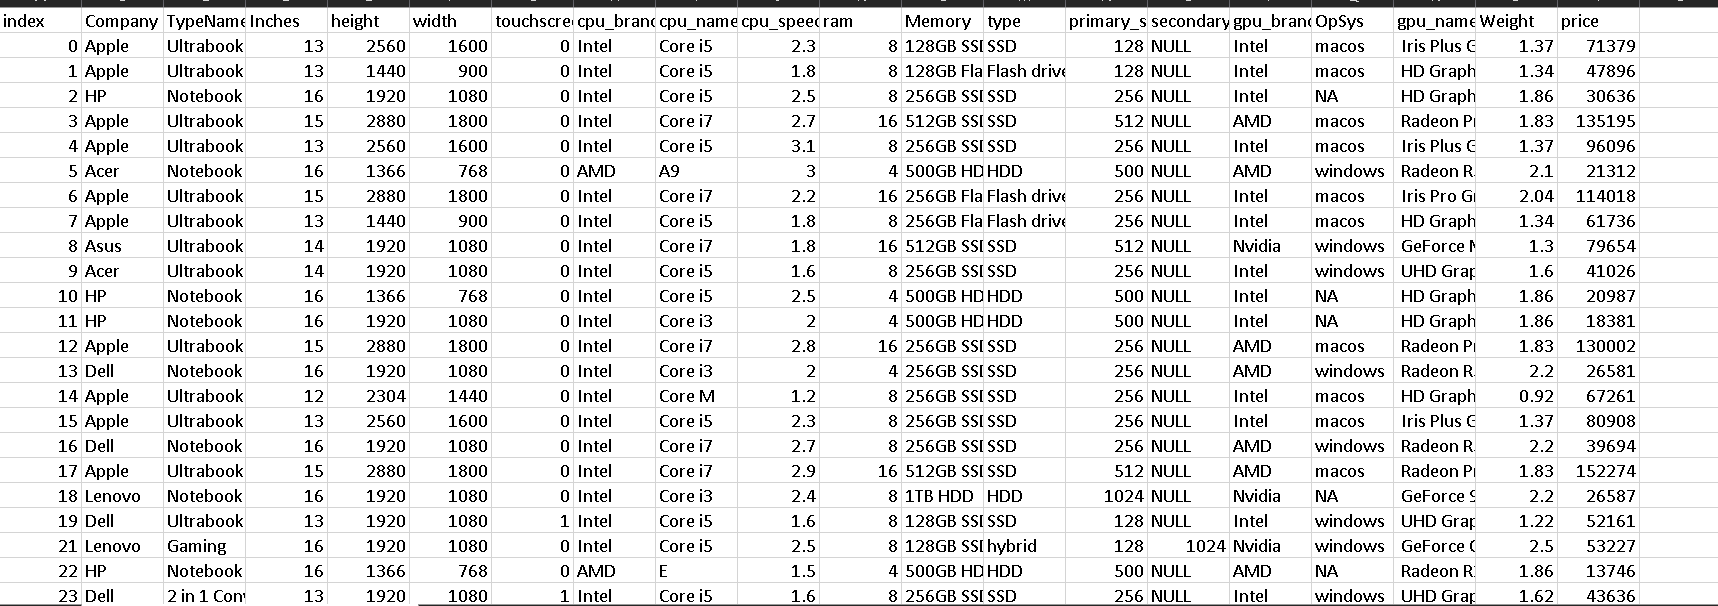 index Company TypeName Inches height width touchscre cpu_bran cpu_name cpu_speed ram Memory type primary_s secondary gpu_bran OpSys gpu_name Weight price
0 Apple Ultrabook 13 2560 1600 0 Intel Core i5 2.3 8 128GB SSD SSD 128 NULL Intel macos Iris Plus G 1.37 71379
1 Apple Ultrabook 13 1440 900 0 Intel Core i5 1.8 8 128GB Fla Flash drive 128 NULL Intel macos HD Graph 1.34 47896
2 HP Notebook 16 1920 1080 0 Intel Core i5 2.5 8 256GB SSD SSD 256 NULL Intel NA HD Graph 1.86 30636
3 Apple Ultrabook 15 2880 1800 0 Intel Core i7 2.7 16 512GB SSD SSD 512 NULL AMD macos Radeon Pr 1.83 135195
4 Apple Ultrabook 13 2560 1600 0 Intel Core i5 3.1 8 256GB SSD SSD 256 NULL Intel macos Iris Plus G 1.37 96096
5 Acer Notebook 16 1366 768 0 AMD A9 3 4 500GB HD HDD 500 NULL AMD windows Radeon R 2.1 21312
6 Apple Ultrabook 15 2880 1800 0 Intel Core i7 2.2 16 256GB Fla Flash drive 256 NULL Intel macos Iris Pro Gr 2.04 114018
7 Apple Ultrabook 13 1440 900 0 Intel Core i5 1.8 8 256GB Fla Flash drive 256 NULL Intel macos HD Graph 1.34 61736
8 Asus Ultrabook 14 1920 1080 0 Intel Core i7 1.8 16 512GB SSD SSD 512 NULL Nvidia windows GeForce M 1.3 79654
9 Acer Ultrabook 14 1920 1080 0 Intel Core i5 1.6 8 256GB SSD SSD 256 NULL Intel windows UHD Grap 1.6 41026
10 HP Notebook 16 1366 768 0 Intel Core i5 2.5 4 500GB HD HDD 500 NULL Intel NA HD Graph 1.86 20987
11 HP Notebook 16 1920 1080 0 Intel Core i3 2 4 500GB HD HDD 500 NULL Intel NA HD Graph 1.86 18381
12 Apple Ultrabook 15 2880 1800 0 Intel Core i7 2.8 16 256GB SSD SSD 256 NULL AMD macos Radeon Pr 1.83 130002
13 Dell Notebook 16 1920 1080 0 Intel Core i3 2 4 256GB SSD SSD 256 NULL AMD windows Radeon R 2.2 26581
14 Apple Ultrabook 12 2304 1440 0 Intel Core M 1.2 8 256GB SSD SSD 256 NULL Intel macos HD Graph 0.92 67261
15 Apple Ultrabook 13 2560 1600 0 Intel Core i5 2.3 8 256GB SSD SSD 256 NULL Intel macos Iris Plus G 1.37 80908
16 Dell Notebook 16 1920 1080 0 Intel Core i7 2.7 8 256GB SSD SSD 256 NULL AMD windows Radeon R 2.2 39694
17 Apple Ultrabook 15 2880 1800 0 Intel Core i7 2.9 16 512GB SSD SSD 512 NULL AMD macos Radeon Pr 1.83 152274
18 Lenovo Notebook 16 1920 1080 0 Intel Core i3 2.4 8 1TB HDD HDD 1024 NULL Nvidia NA GeForce 9 2.2 26587
19 Dell Ultrabook 13 1920 1080 1 Intel Core i5 1.6 8 128GB SSD SSD 128 NULL Intel windows UHD Grap 1.22 52161
21 Lenovo Gaming 16 1920 1080 0 Intel Core i5 2.5 8 128GB SSD hybrid 128 1024 Nvidia windows GeForce G 2.5 53227
22 HP Notebook 16 1366 768 0 AMD E 1.5 4 500GB HD HDD 500 NULL AMD NA Radeon R 1.86 13746
23 Dell 2 in 1 Conv 13 1920 1080 1 Intel Core i5 1.6 8 256GB SSD SSD 256 NULL Intel windows UHD Grap 1.62 43636